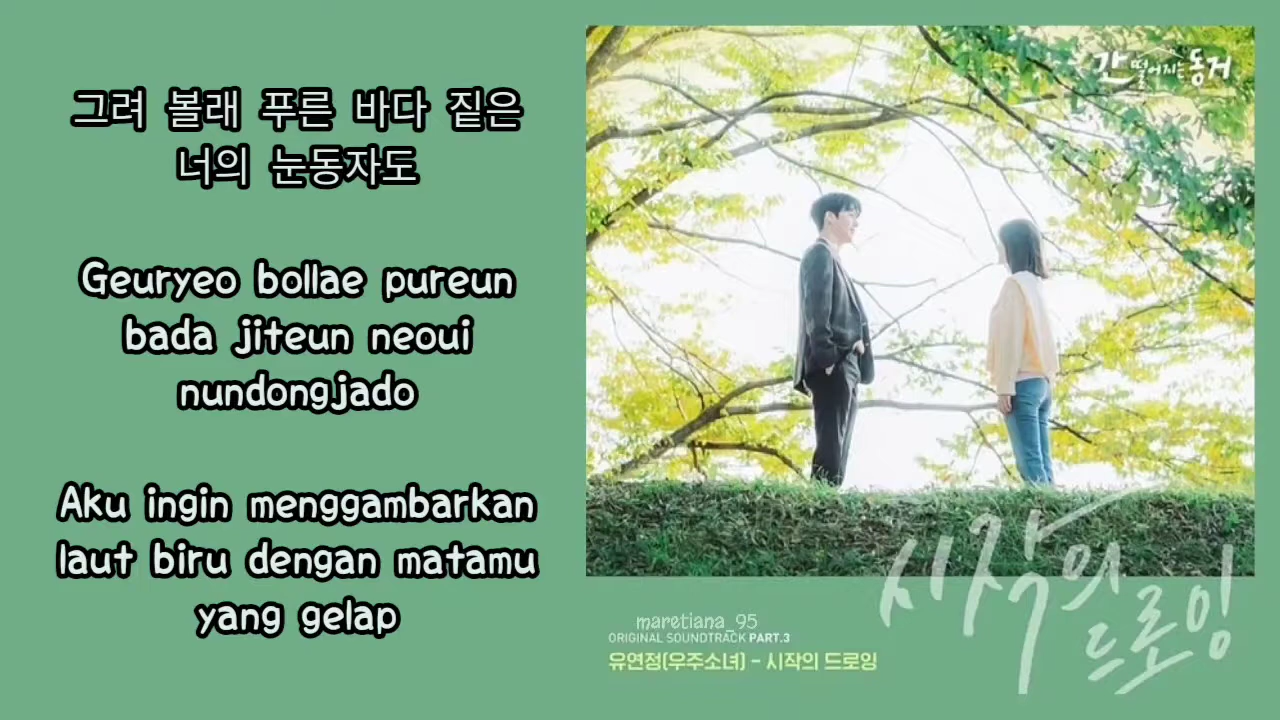 그려 볼래 푸른 바다 짙은
너의 눈동자도
Geuryeo bollae pureun
bada jiteun neoui
nundongjado
Aku ingin menggambarkan
laut biru dengan matamu
yang gelap
간 떨어지는 동거
시작의
드로잉
maretiana_95
ORIGINAL SOUNDTRACK PART.3
유연정(우주소녀) - 시작의 드로잉